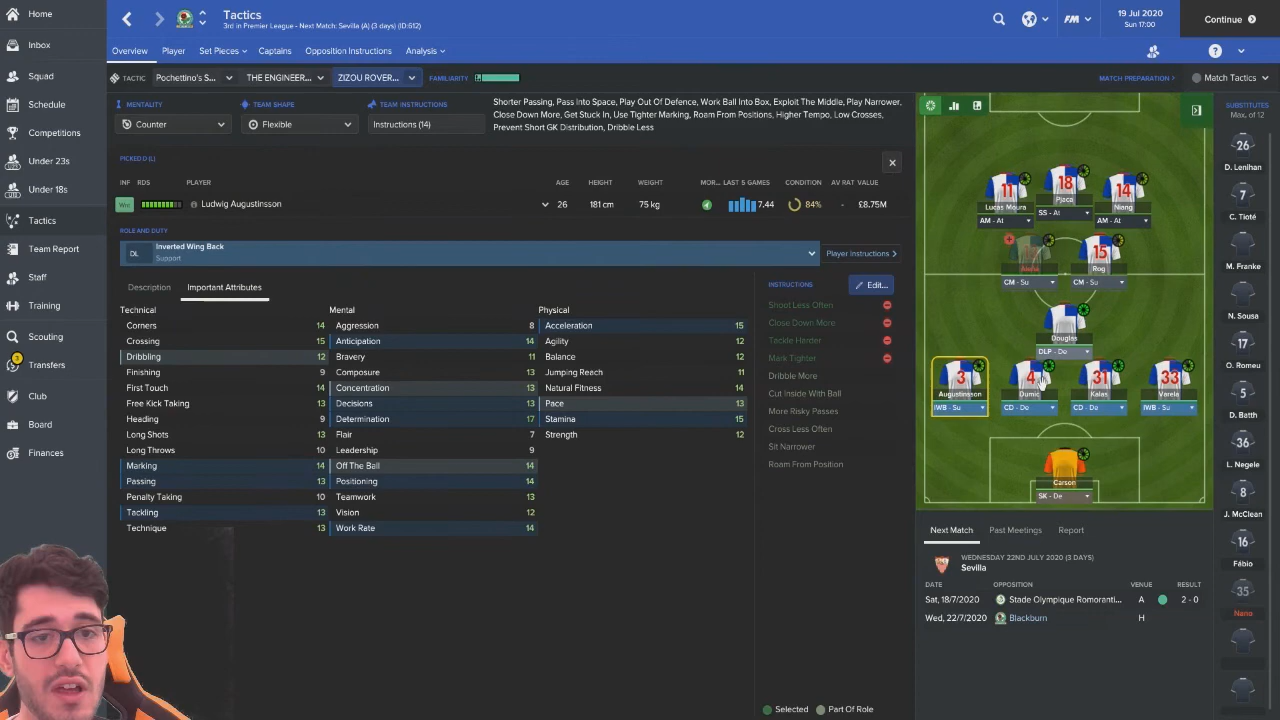 Home
Inbox
Squad
Schedule
Competitions
Under 23s
Under 18s
Tactics
Team Report
Staff
Training
Scouting
3
Transfers
Club
Board
Finances
Tactics
3rd in Premier League - Next Match: Sevilla (A) (3 days) (ID:612)
FM
19 Jul 2020
Sun 17:00
Continue
Overview Player Set Pieces Captains Opposition Instructions Analysis
?
TACTIC Pochettino's S... THE ENGINEER... ZIZOU ROVER... FAMILIARITY
MATCH PREPARATION >
Match Tactics
MENTALITY TEAM SHAPE TEAM INSTRUCTIONS
Counter Flexible Instructions (14)
Shorter Passing, Pass Into Space, Play Out Of Defence, Work Ball Into Box, Exploit The Middle, Play Narrower,
Close Down More, Get Stuck In, Use Tighter Marking, Roam From Positions, Higher Tempo, Low Crosses,
Prevent Short GK Distribution, Dribble Less
PICKED D (L)
INF RDS PLAYER AGE HEIGHT WEIGHT MOR... LAST 5 GAMES CONDITION AV RAT VALUE
Wnt Ludwig Augustinsson 26 181 cm 75 kg 7.44 84% - £8.75M
ROLE AND DUTY
DL Inverted Wing Back
Support
Player Instructions >
Description Important Attributes
Technical Mental Physical
Corners 14 Aggression 8 Acceleration 15
Crossing 15 Anticipation 14 Agility 12
Dribbling 12 Bravery 11 Balance 12
Finishing 9 Composure 13 Jumping Reach 11
First Touch 14 Concentration 13 Natural Fitness 14
Free Kick Taking 13 Decisions 13 Pace 13
Heading 9 Determination 17 Stamina 15
Long Shots 13 Flair 7 Strength 12
Long Throws 10 Leadership 9
Marking 14 Off The Ball 14
Passing 13 Positioning 14
Penalty Taking 10 Teamwork 13
Tackling 13 Vision 12
Technique 13 Work Rate 14
INSTRUCTIONS Edit...
Shoot Less Often
Close Down More
Tackle Harder
Mark Tighter
Dribble More
Cut Inside With Ball
More Risky Passes
Cross Less Often
Sit Narrower
Roam From Position
Selected Part Of Role
11 18 14
Lucas Moura Pjaca Niang
AM - At SS - At AM - At
15
Rog
CM - Su CM - Su
Douglas
DLP - De
3 4 31 33
Augustinsson Dumic Kalas Varela
IWB - Su CD - De CD - De IWB - Su
Carson
SK - De
Next Match Past Meetings Report
WEDNESDAY 22ND JULY 2020 (3 DAYS)
Sevilla
DATE OPPOSITION VENUE RESULT
Sat, 18/7/2020 Stade Olympique Romoranti... A 2 - 0
Wed, 22/7/2020 Blackburn H
SUBSTITUTES
Max. of 12
26
D. Lenihan
7
C. Tioté
M. Franke
N. Sousa
17
O. Romeu
5
D. Batth
36
L. Negele
8
J. McClean
16
Fábio
35
Nano